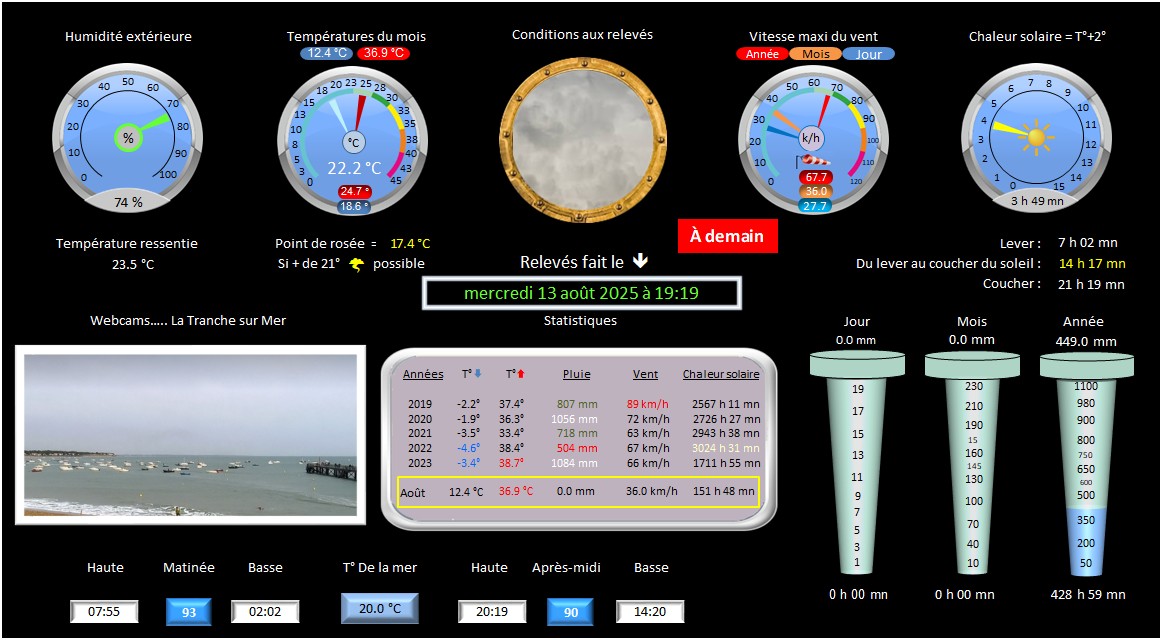 Humidité extérieure
Températures du mois
12.4 °C 36.9 °C
Conditions aux relevés
Vitesse maxi du vent
Année Mois Jour
Chaleur solaire = T°+2°
0 10 20 30 40 50 60 70 80 90 100
%
74 %
0 3 5 8 10 13 15 18 20 23 25 28 30 33 35 38 40 43 45
°C
22.2 °C
24.7 °
18.6 °
0 10 20 30 40 50 60 70 80 90 100 110 120
k/h
67.7
36.0
27.7
0 1 2 3 4 5 6 7 8 9 10 11 12 13 14 15
3 h 49 mn
Température ressentie
23.5 °C
Point de rosée = 17.4 °C
Si + de 21° possible
À demain
Relevés fait le
mercredi 13 août 2025 à 19:19
Lever : 7 h 02 mn
Du lever au coucher du soleil : 14 h 17 mn
Coucher : 21 h 19 mn
Webcams..... La Tranche sur Mer
Statistiques
Années T° T° Pluie Vent Chaleur solaire
2019 -2.2° 37.4° 807 mm 89 km/h 2567 h 11 mn
2020 -1.9° 36.3° 1056 mm 72 km/h 2726 h 27 mn
2021 -3.5° 33.4° 718 mm 63 km/h 2943 h 38 mn
2022 -4.6° 38.4° 504 mm 67 km/h 3024 h 31 mn
2023 -3.4° 38.7° 1084 mm 66 km/h 1711 h 55 mn
Août 12.4 °C 36.9 °C 0.0 mm 36.0 km/h 151 h 48 mn
Jour
0.0 mm
19
17
15
13
11
9
7
5
3
1
0 h 00 mn
Mois
0.0 mm
230
210
190
15
160
145
130
100
70
40
10
0 h 00 mn
Année
449.0 mm
1100
980
900
800
750
650
600
500
350
200
50
428 h 59 mn
Haute Matinée Basse T° De la mer Haute Après-midi Basse
07:55 93 02:02 20.0 °C 20:19 90 14:20